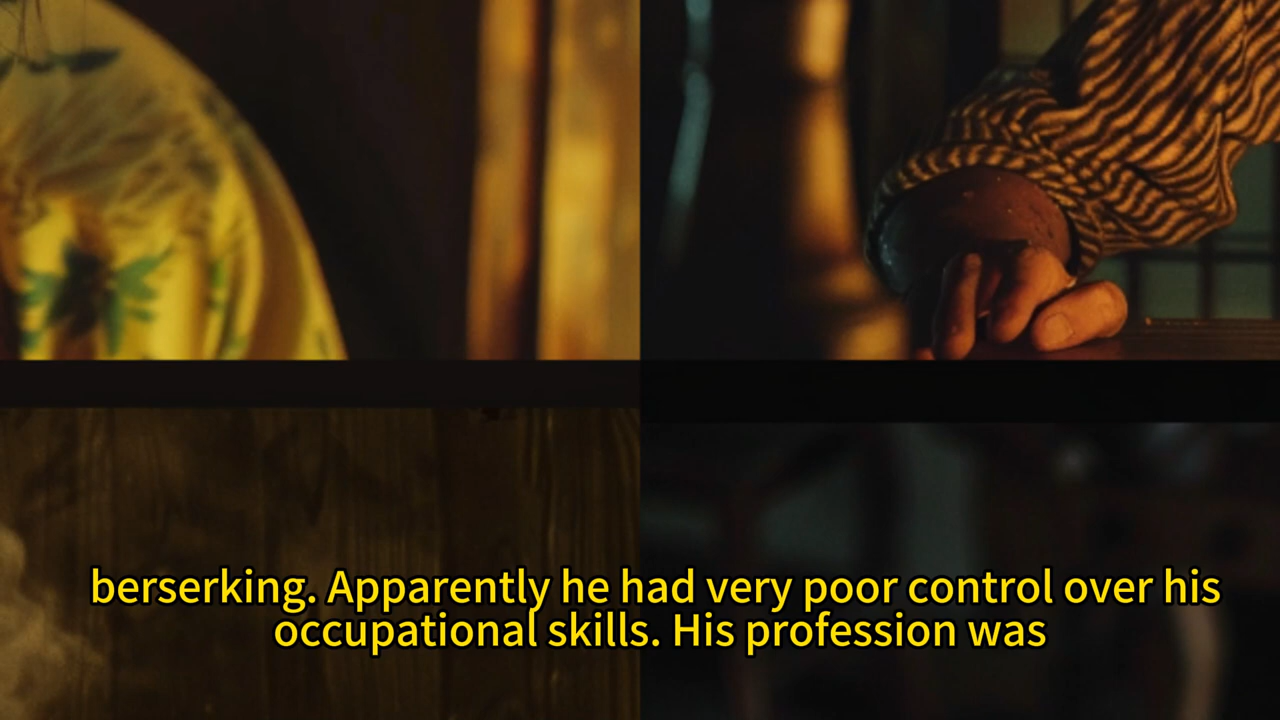 berserking. Apparently he had very poor control over his
occupational skills. His profession was